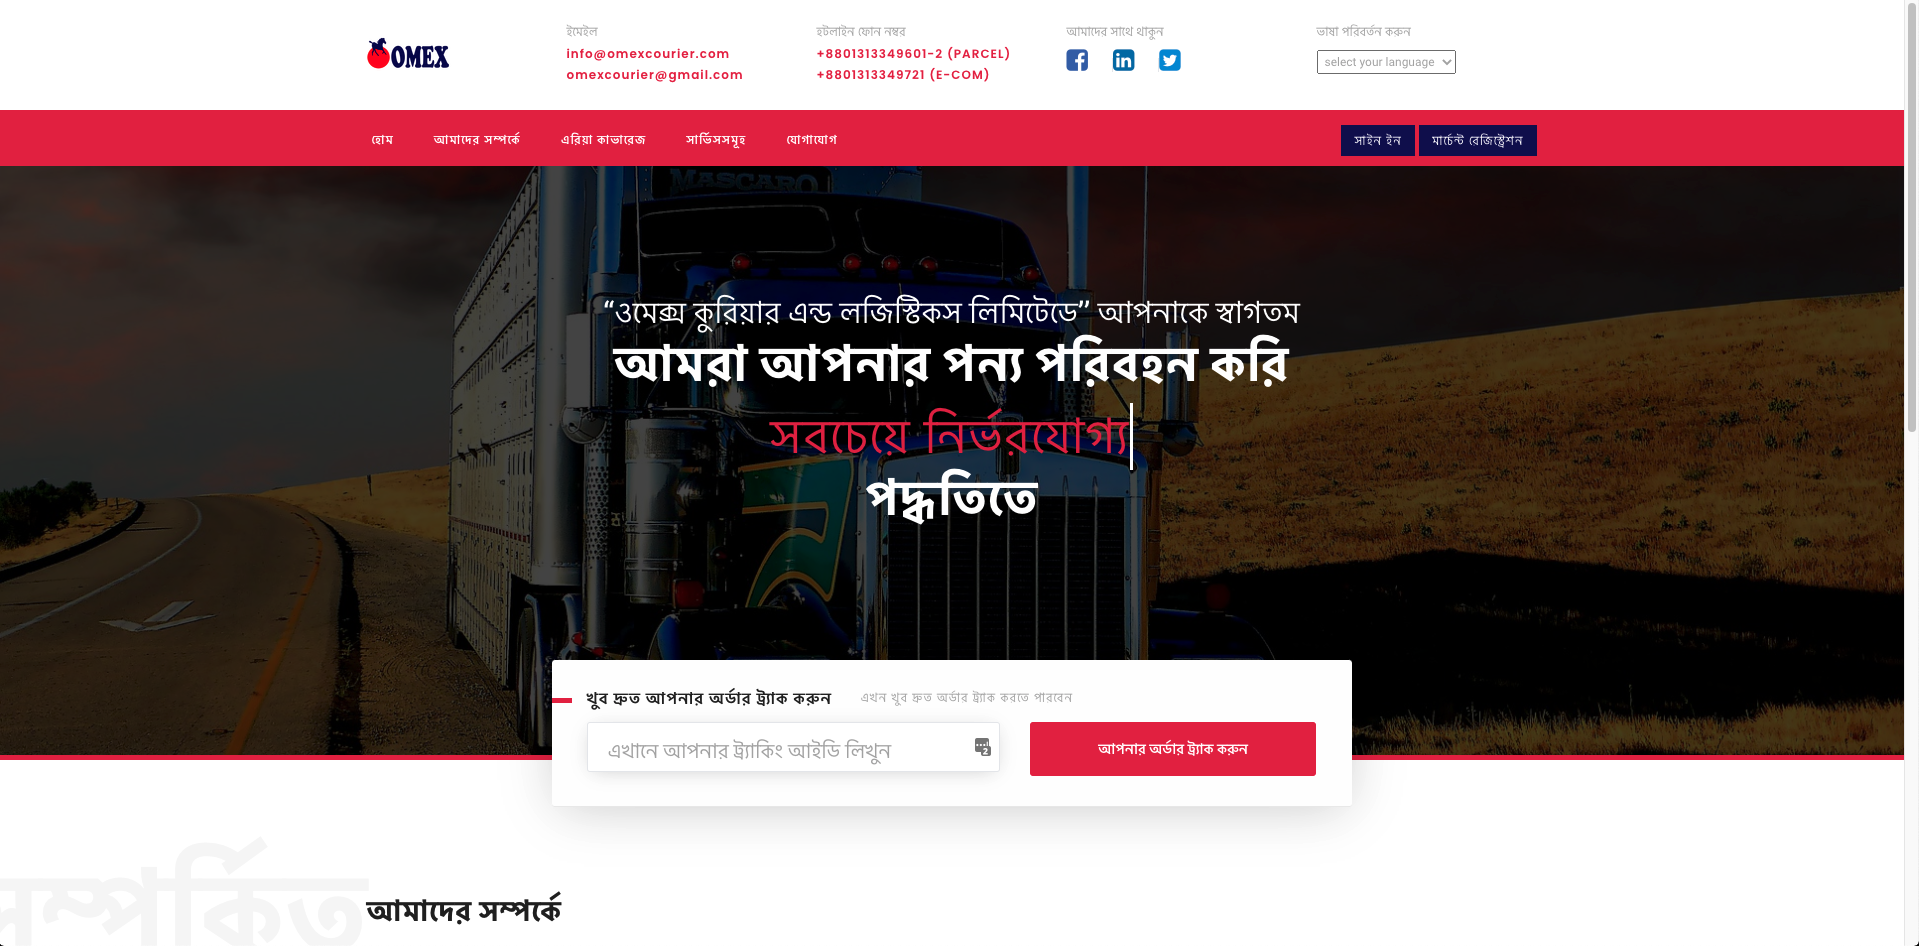 OMEX
ইমেইল
info@omexcourier.com
omexcourier@gmail.com
হটলাইন ফোন নম্বর
+8801313349601-2 (PARCEL)
+8801313349721 (E-COM)
আমাদের সাথে থাকুন
ভাষা পরিবর্তন করুন
select your language
হোম
আমাদের সম্পর্কে
এরিয়া কাভারেজ
সার্ভিসসমূহ
যোগাযোগ
সাইন ইন
মার্চেন্ট রেজিস্ট্রেশন
MASCARO
“ওমেক্স কুরিয়ার এন্ড লজিস্টিকস লিমিটেডে’’ আপনাকে স্বাগতম
আমরা আপনার পন্য পরিবহন করি
সবচেয়ে নির্ভরযোগ্য
পদ্ধতিতে
খুব দ্রুত আপনার অর্ডার ট্র্যাক করুন
এখন খুব দ্রুত অর্ডার ট্র্যাক করতে পারবেন
এখানে আপনার ট্র্যাকিং আইডি লিখুন
2
আপনার অর্ডার ট্র্যাক করুন
সম্পর্কিত
আমাদের সম্পর্কে